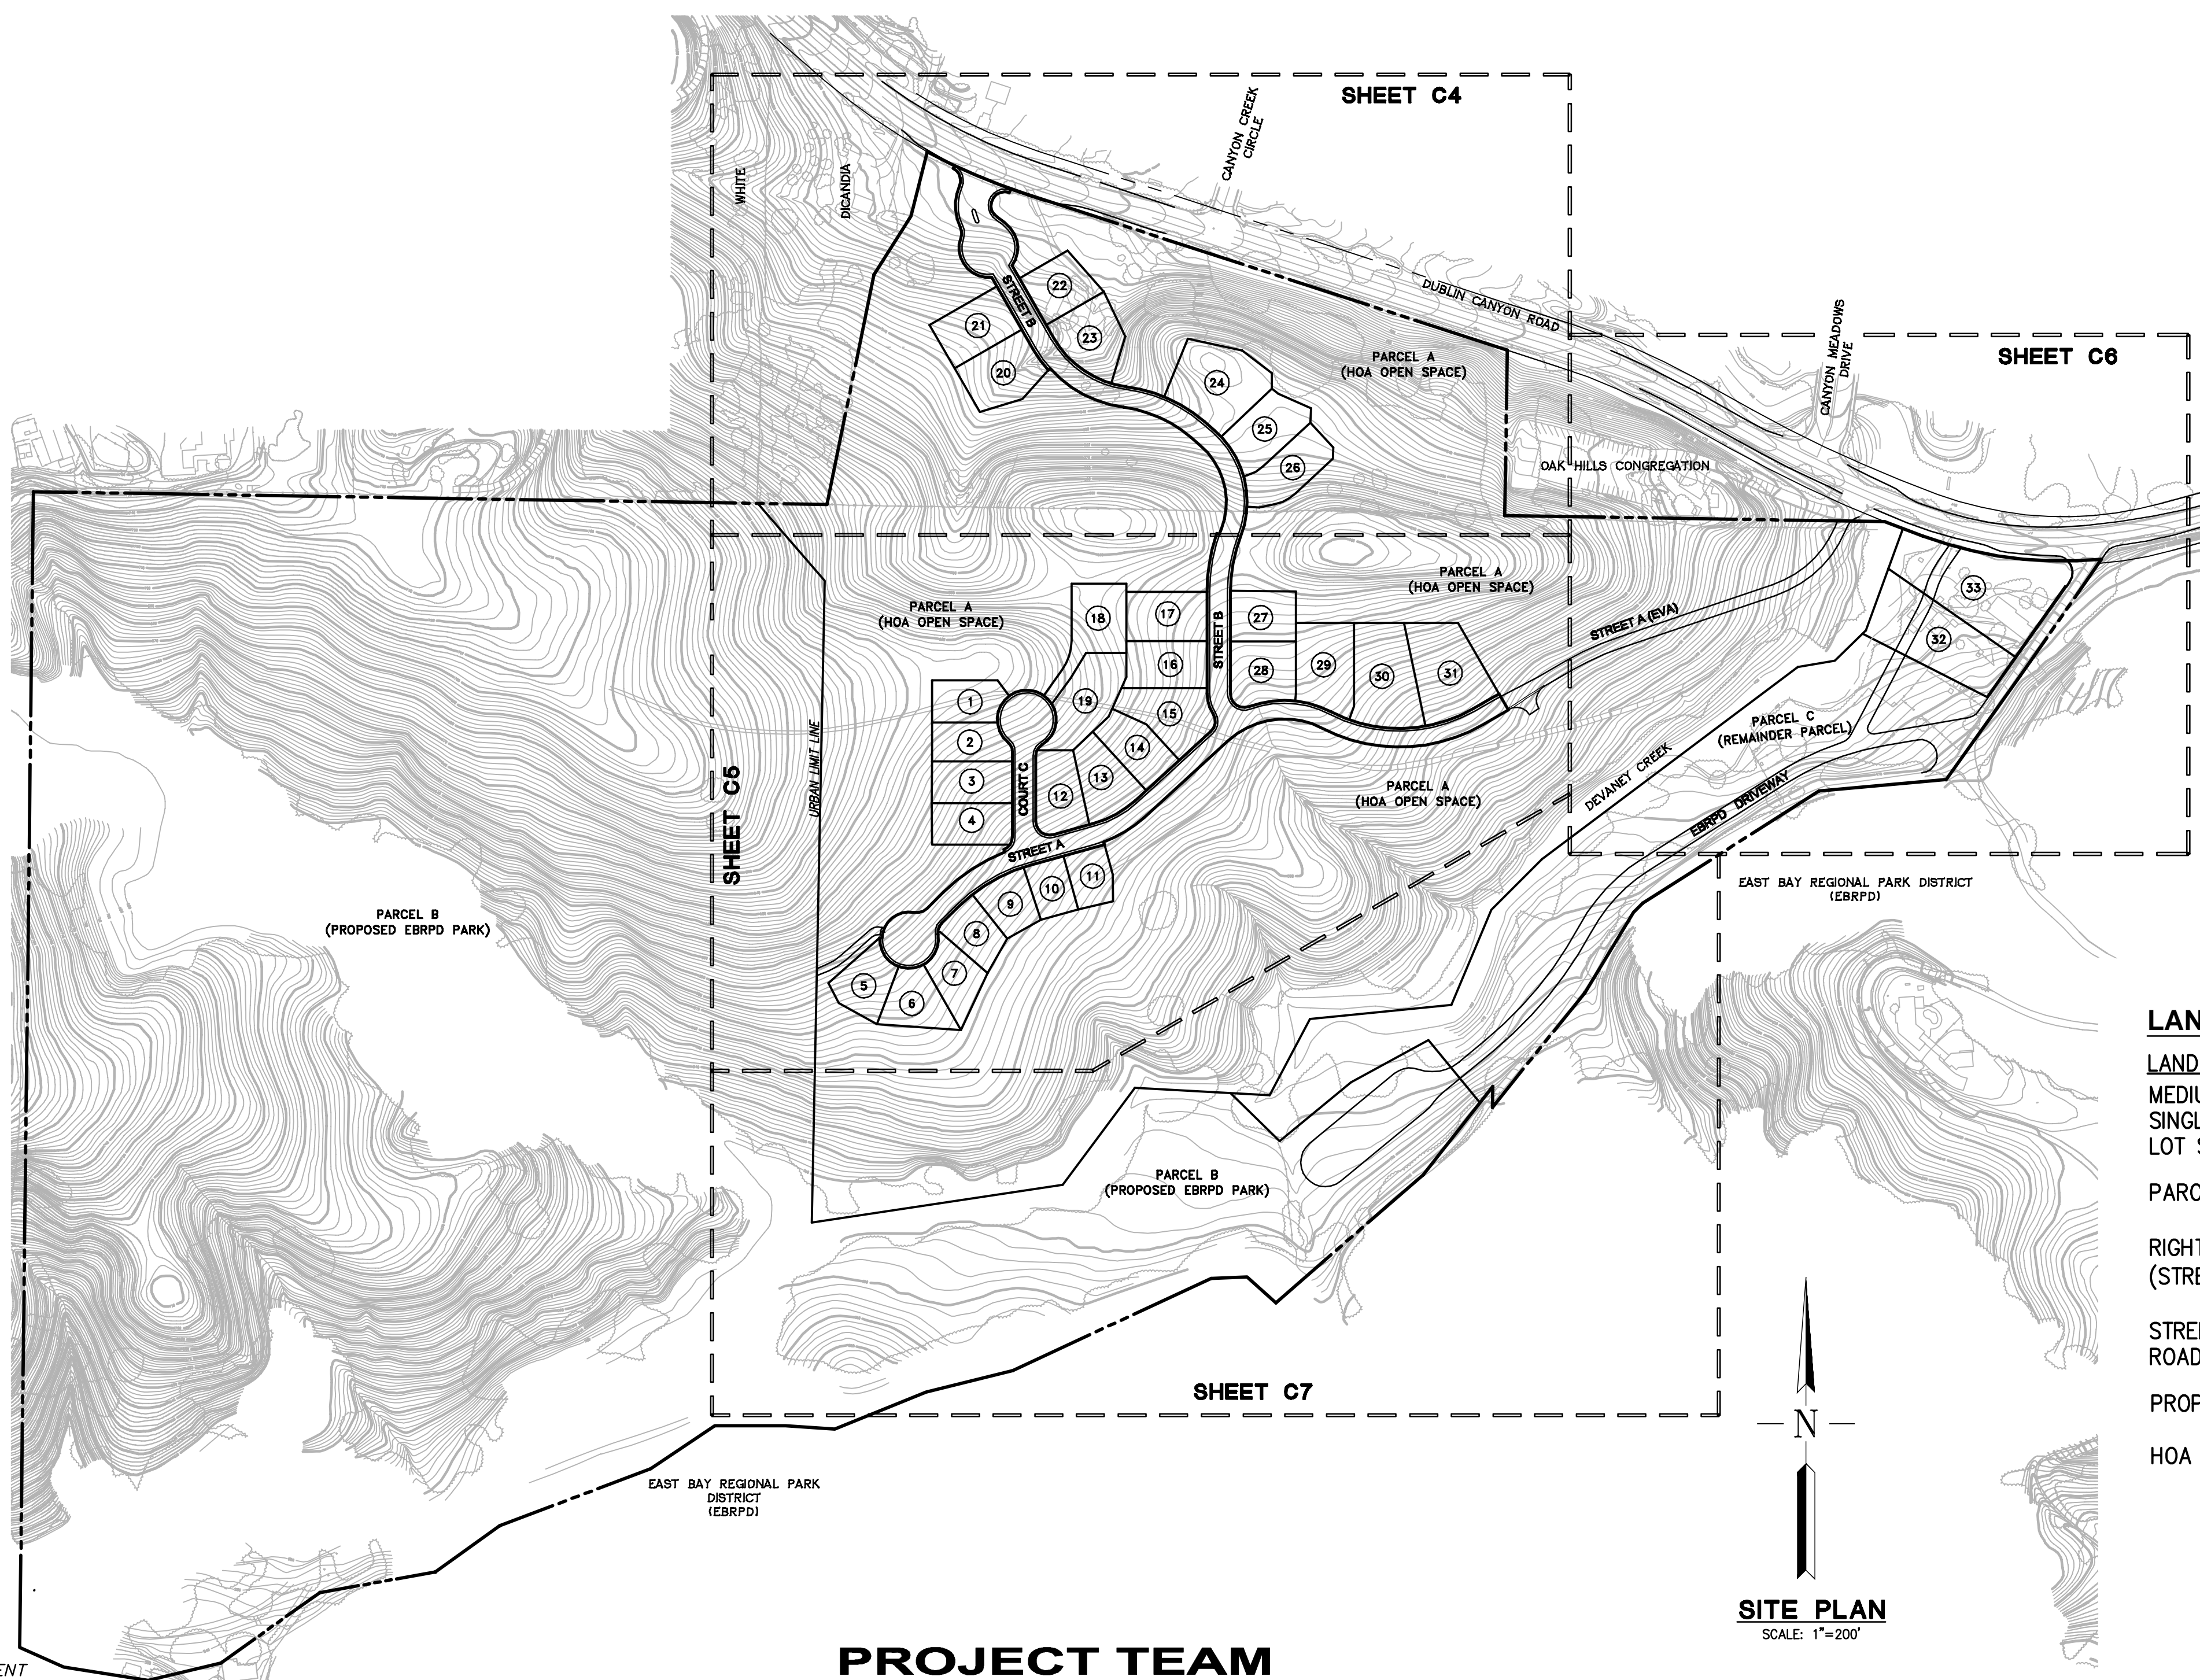 SHEET C4
CANYON CREEK
CIRCLE
WHITE
DICANDIA
DUBLIN CANYON ROAD
CANYON MEADOWS
DRIVE
SHEET C6
STREET B
22
21
23
20
24
25
26
PARCEL A
(HOA OPEN SPACE)
OAK HILLS CONGREGATION
PARCEL A
(HOA OPEN SPACE)
PARCEL A
(HOA OPEN SPACE)
18
17
STREET B
27
16
28
29
30
31
STREET A (EVA)
33
32
1
19
15
2
14
3
COURT C
13
12
4
URBAN LIMIT LINE
SHEET C5
STREET A
PARCEL A
(HOA OPEN SPACE)
DEVANEY CREEK
PARCEL C
(REMAINDER PARCEL)
EBRPD DRIVEWAY
11
10
9
8
7
5
6
PARCEL B
(PROPOSED EBRPD PARK)
EAST BAY REGIONAL PARK DISTRICT
(EBRPD)
PARCEL B
(PROPOSED EBRPD PARK)
LAN
LAND
MEDIU
SINGL
LOT S
PARC
RIGHT
(STRE
STREE
ROAD
PROP
HOA
SHEET C7
N
EAST BAY REGIONAL PARK
DISTRICT
(EBRPD)
SITE PLAN
SCALE: 1"=200'
PROJECT TEAM
ENT